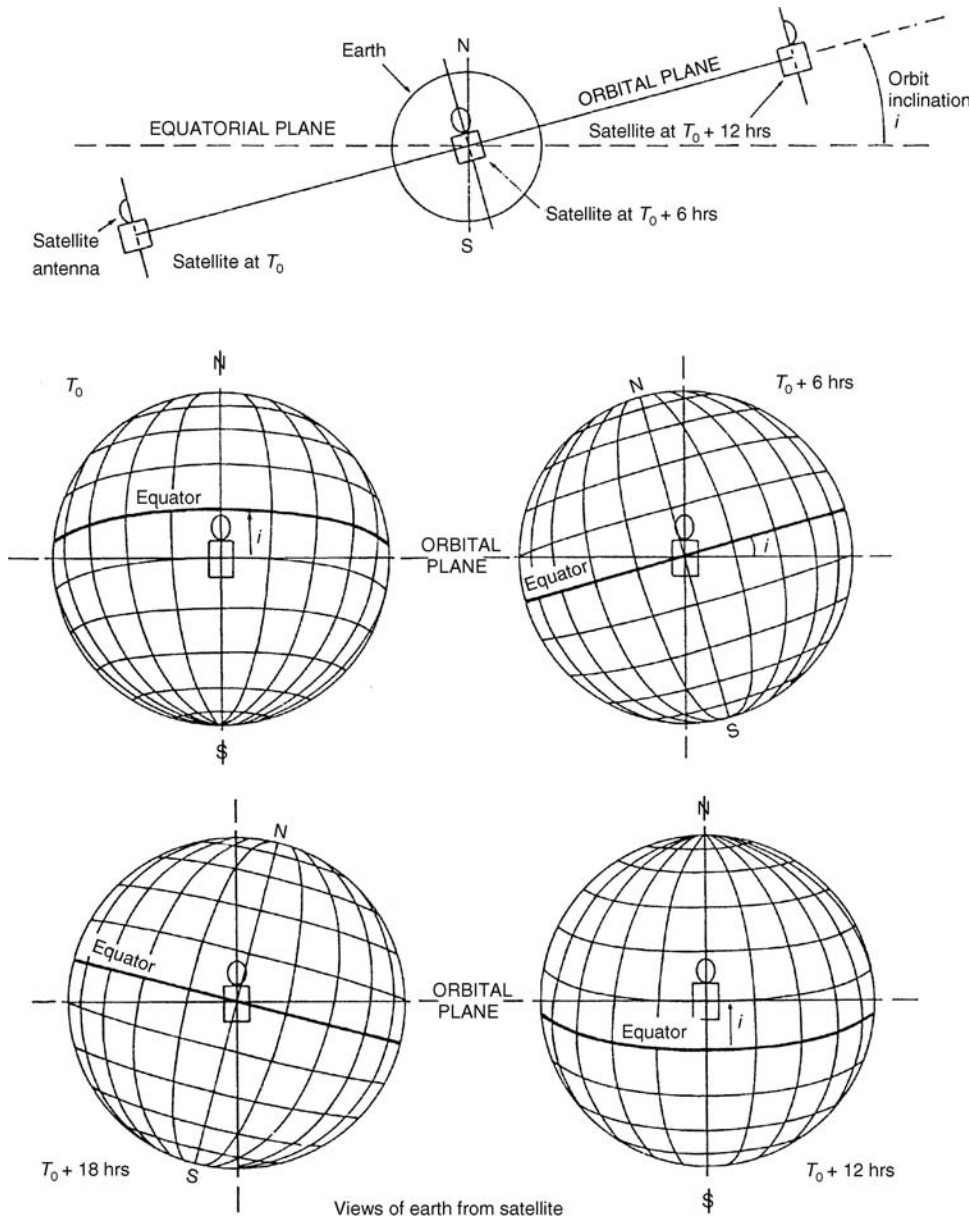 N
Earth
ORBITAL PLANE
Orbit
inclination
i
EQUATORIAL PLANE
Satellite at T₀ + 12 hrs
Satellite at T₀ + 6 hrs
S
Satellite
antenna
Satellite at T₀
N
T₀
N
T₀ + 6 hrs
Equator
i
ORBITAL
PLANE
i
Equator
S
S
N
N
Equator
ORBITAL
PLANE
Equator
i
T₀ + 18 hrs
S
T₀ + 12 hrs
S
Views of earth from satellite